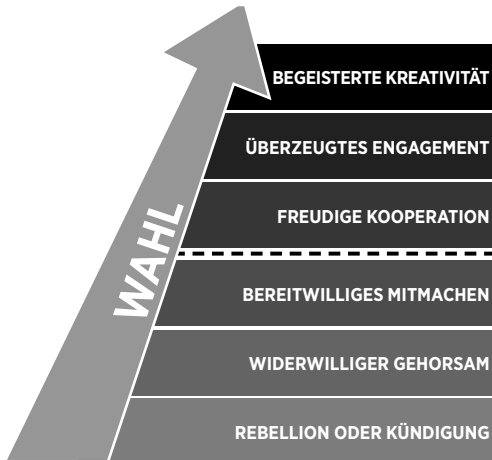 BEGEISTERTE KREATIVITÄT
ÜBERZEUGTES ENGAGEMENT
FREUDIGE KOOPERATION
WAHL
BEREITWILLIGES MITMACHEN
WIDERWILLIGER GEHORSAM
REBELLION ODER KÜNDIGUNG